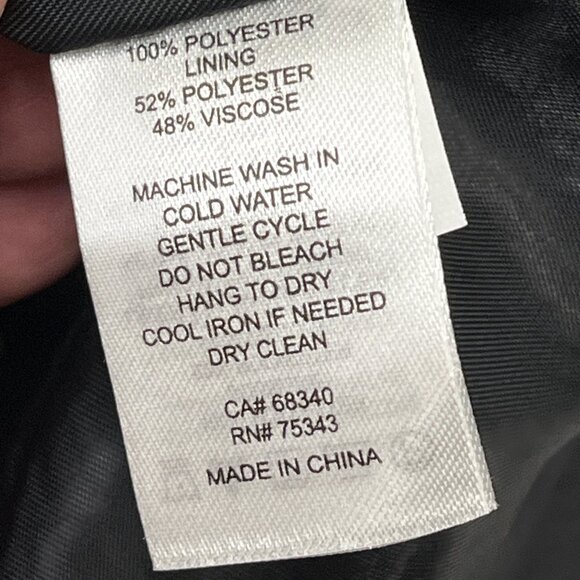 100% POLYESTER
LINING
52% POLYESTER
48% VISCOSE
MACHINE WASH IN
COLD WATER
GENTLE CYCLE
DO NOT BLEACH
HANG TO DRY
COOL IRON IF NEEDED
DRY CLEAN
CA# 68340
RN# 75343
MADE IN CHINA